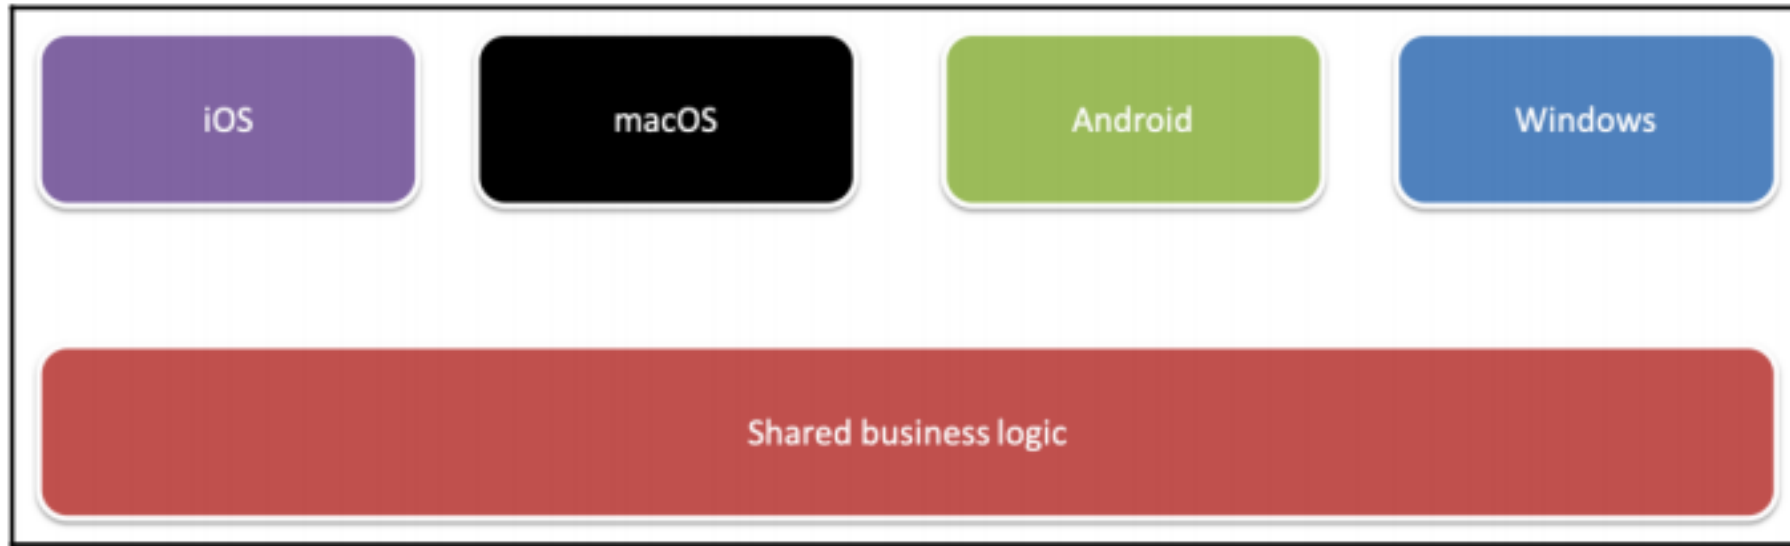 iOS
macOS
Android
Windows
Shared business logic